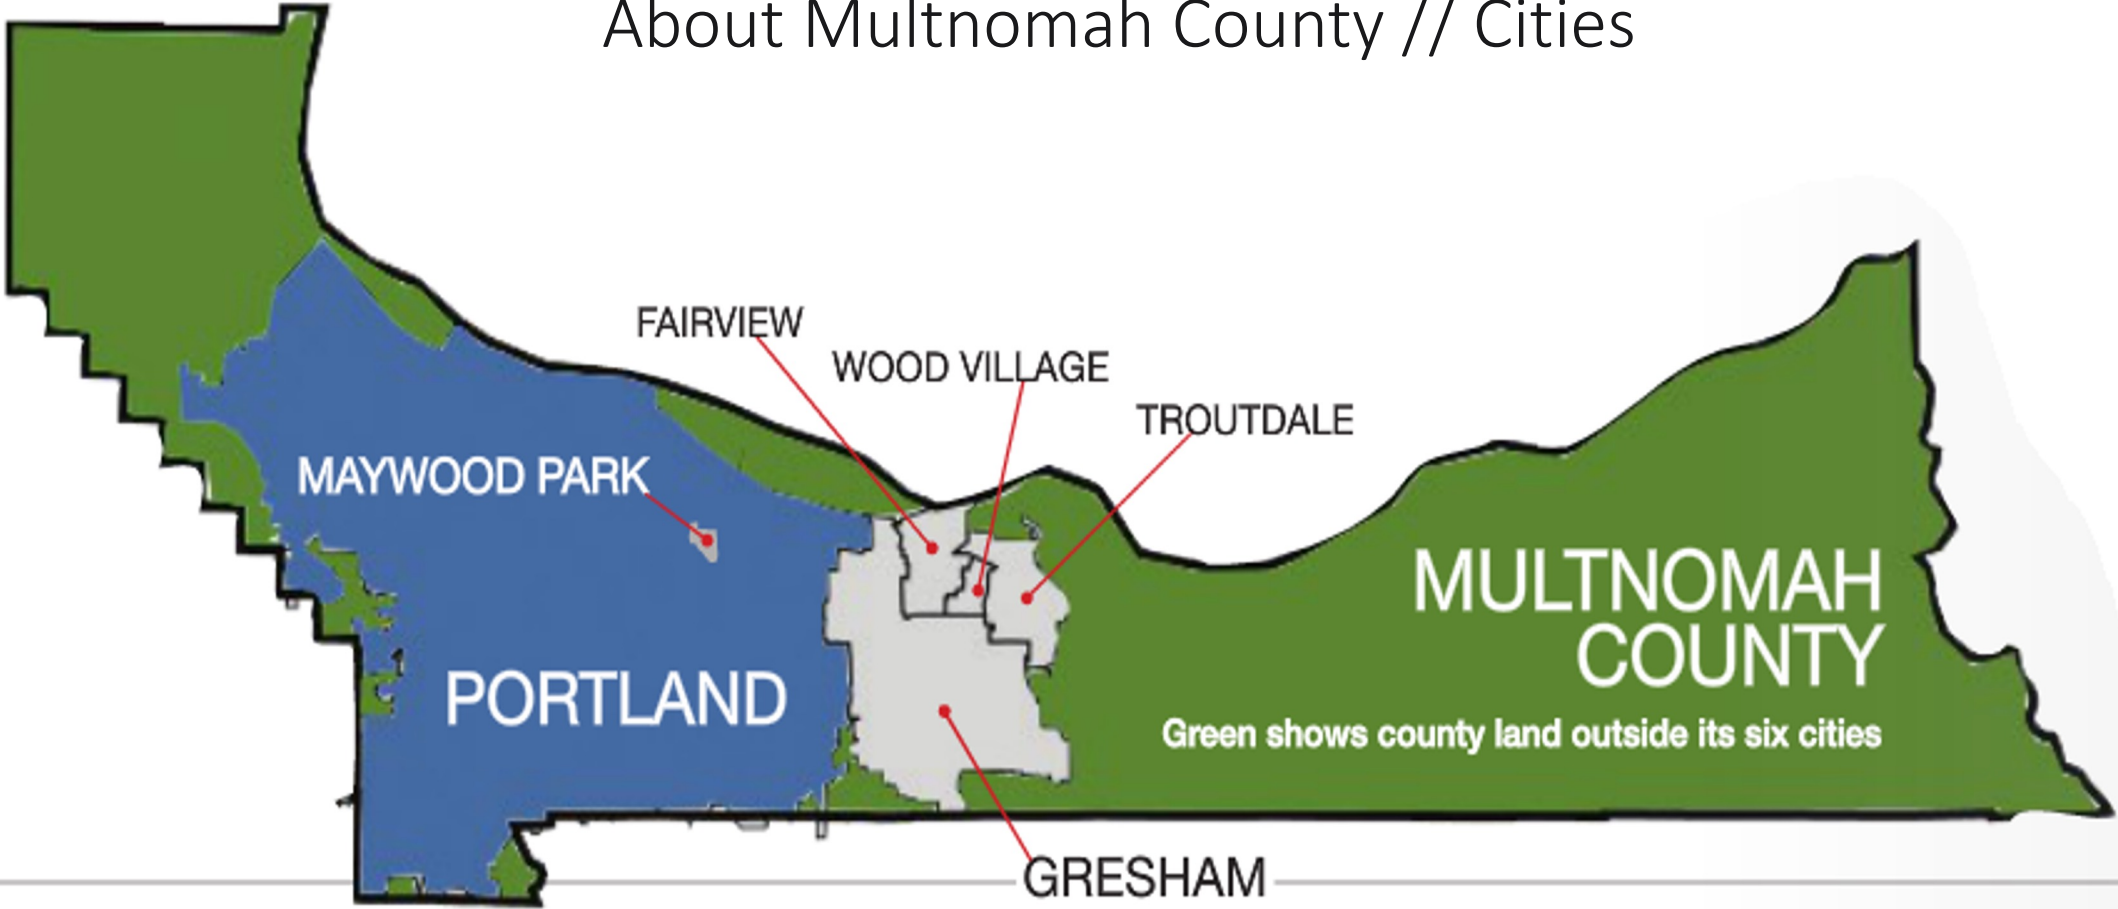 About Multnomah County // Cities
FAIRVIEW
WOOD VILLAGE
TROUTDALE
MAYWOOD PARK
MULTNOMAH
COUNTY
PORTLAND
Green shows county land outside its six cities
GRESHAM